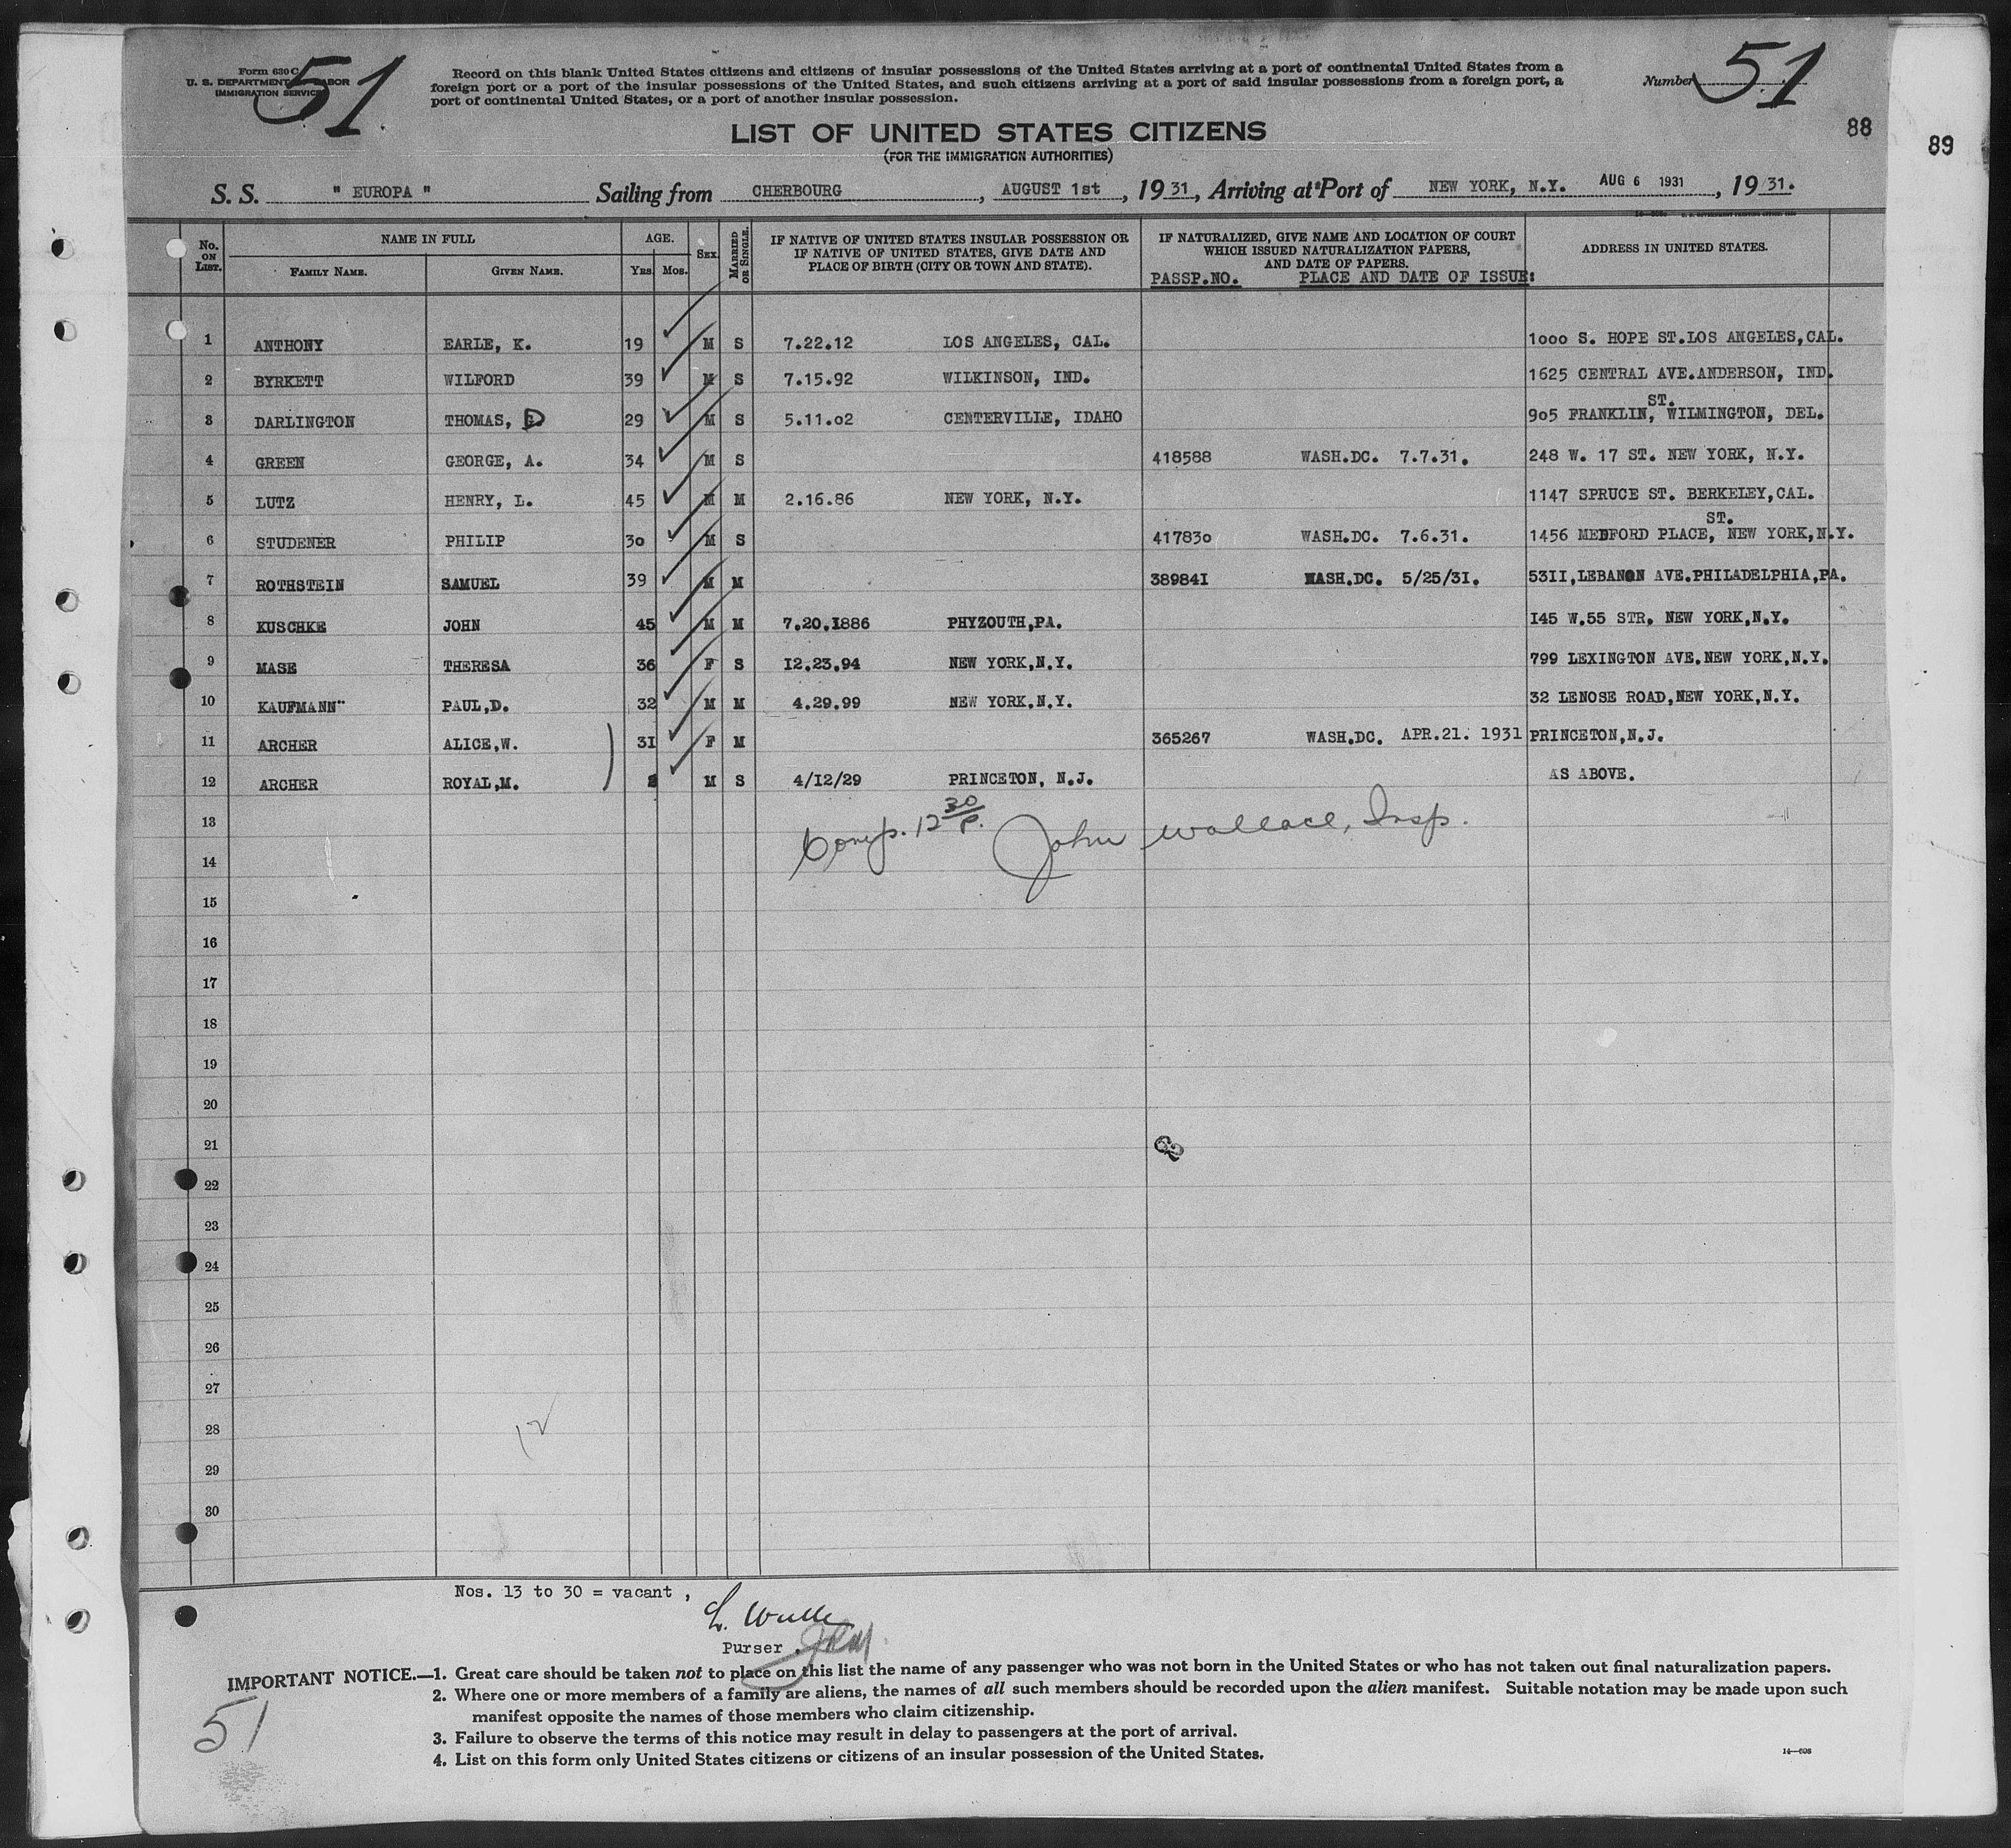 51
Form 630 C
U. S. DEPARTMENT OF LABOR
IMMIGRATION SERVICE
Record on this blank United States citizens and citizens of insular possessions of the United States arriving at a port of continental United States from a
foreign port or a port of the insular possessions of the United States, and such citizens arriving at a port of said insular possessions from a foreign port, a
port of continental United States, or a port of another insular possession.
Number 51
88
89
LIST OF UNITED STATES CITIZENS
(FOR THE IMMIGRATION AUTHORITIES)
S. S. " EUROPA " Sailing from CHERBOURG, AUGUST 1st, 1931, Arriving at Port of NEW YORK, N.Y. AUG 6 1931, 1931.
No. ON LIST. NAME IN FULL FAMILY NAME. GIVEN NAME. AGE. YRS. MOS. SEX. MARRIED OR SINGLE. IF NATIVE OF UNITED STATES INSULAR POSSESSION OR IF NATIVE OF UNITED STATES, GIVE DATE AND PLACE OF BIRTH (CITY OR TOWN AND STATE). IF NATURALIZED, GIVE NAME AND LOCATION OF COURT WHICH ISSUED NATURALIZATION PAPERS, AND DATE OF PAPERS. ADDRESS IN UNITED STATES.
PASSP.NO. PLACE AND DATE OF ISSUE:
1 ANTHONY EARLE, K. 19 M S 7.22.12 LOS ANGELES, CAL. 1000 S. HOPE ST.LOS ANGELES,CAL.
2 BYRKETT WILFORD 39 M S 7.15.92 WILKINSON, IND. 1625 CENTRAL AVE.ANDERSON, IND.
3 DARLINGTON THOMAS, D 29 M S 5.11.02 CENTERVILLE, IDAHO 905 FRANKLIN, ST. WILMINGTON, DEL.
4 GREEN GEORGE, A. 34 M S 418588 WASH.DC. 7.7.31. 248 W. 17 ST. NEW YORK, N.Y.
5 LUTZ HENRY, L. 45 M M 2.16.86 NEW YORK, N.Y. 1147 SPRUCE ST. BERKELEY,CAL.
6 STUDENER PHILIP 30 M S 417830 WASH.DC. 7.6.31. 1456 MEDFORD PLACE, ST. NEW YORK,N.Y.
7 ROTHSTEIN SAMUEL 39 M M 389841 WASH.DC. 5/25/31. 5311,LEBANON AVE.PHILADELPHIA,PA.
8 KUSCHKE JOHN 45 M M 7.20.1886 PHYZOUTH,PA. 145 W.55 STR. NEW YORK,N.Y.
9 MASE THERESA 36 F S 12.23.94 NEW YORK,N.Y. 799 LEXINGTON AVE.NEW YORK,N.Y.
10 KAUFMANN PAUL,D. 32 M M 4.29.99 NEW YORK,N.Y. 32 LENOSE ROAD,NEW YORK,N.Y.
11 ARCHER ALICE,W. 31 F M 365267 WASH.DC. APR.21. 1931 PRINCETON,N.J.
12 ARCHER ROYAL,M. 2 M S 4/12/29 PRINCETON, N.J. AS ABOVE.
13
Comp. 12 30/P. John Wallace, Insp.
14
15
16
17
18
19
20
21
22
23
24
25
26
27
28
12
29
30
Nos. 13 to 30 = vacant ,
Purser
IMPORTANT NOTICE.—1. Great care should be taken not to place on this list the name of any passenger who was not born in the United States or who has not taken out final naturalization papers.
2. Where one or more members of a family are aliens, the names of all such members should be recorded upon the alien manifest. Suitable notation may be made upon such
manifest opposite the names of those members who claim citizenship.
3. Failure to observe the terms of this notice may result in delay to passengers at the port of arrival.
4. List on this form only United States citizens or citizens of an insular possession of the United States.
51